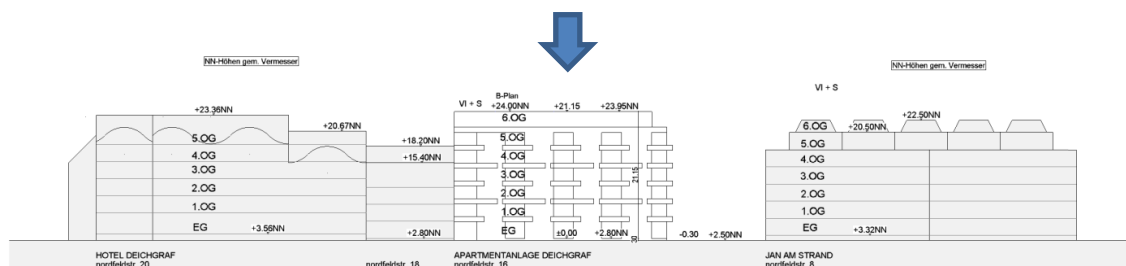 NN-Höhen gem. Vermesser
NN-Höhen gem. Vermesser
VI + S
B-Plan
VI + S +24.00NN +21.15 +23.95NN
+23.36NN
+20.67NN
+18.20NN
+15.40NN
5.OG
4.OG
3.OG
2.OG
1.OG
EG +3.56NN
+2.80NN
6.OG
5.OG
4.OG
3.OG
2.OG
1.OG
EG ±0,00 +2.80NN
21.15
30
-0.30 +2.50NN
+22.50NN
6.OG +20.50NN
5.OG
4.OG
3.OG
2.OG
1.OG
EG +3.32NN
HOTEL DEICHGRAF
nordfeldstr. 20
nordfeldstr. 18
APARTMENTANLAGE DEICHGRAF
nordfeldstr. 16
JAN AM STRAND
nordfeldstr. 8